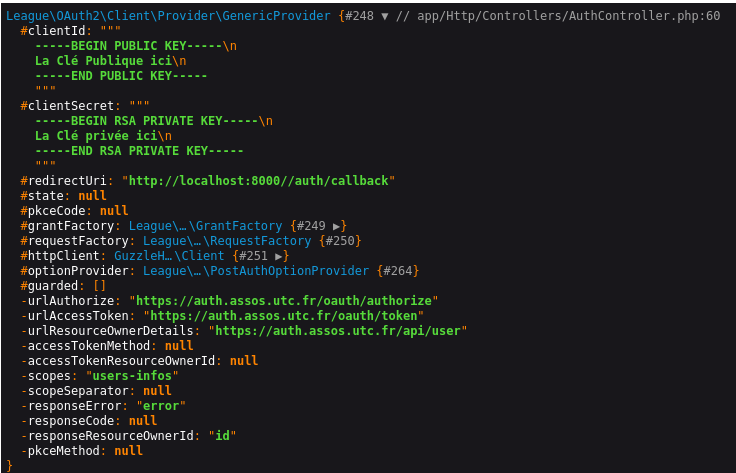 League\OAuth2\Client\Provider\GenericProvider {#248 ▼ // app/Http/Controllers/AuthController.php:60
#clientId: """
-----BEGIN PUBLIC KEY-----\n
La Clé Publique ici\n
-----END PUBLIC KEY-----
"""
#clientSecret: """
-----BEGIN RSA PRIVATE KEY-----\n
La Clé privée ici\n
-----END RSA PRIVATE KEY-----
"""
#redirectUri: "http://localhost:8000//auth/callback"
#state: null
#pkceCode: null
#grantFactory: League\…\GrantFactory {#249 ▶}
#requestFactory: League\…\RequestFactory {#250}
#httpClient: GuzzleH…\Client {#251 ▶}
#optionProvider: League\…\PostAuthOptionProvider {#264}
#guarded: []
-urlAuthorize: "https://auth.assos.utc.fr/oauth/authorize"
-urlAccessToken: "https://auth.assos.utc.fr/oauth/token"
-urlResourceOwnerDetails: "https://auth.assos.utc.fr/api/user"
-accessTokenMethod: null
-accessTokenResourceOwnerId: null
-scopes: "users-infos"
-scopeSeparator: null
-responseError: "error"
-responseCode: null
-responseResourceOwnerId: "id"
-pkceMethod: null
}